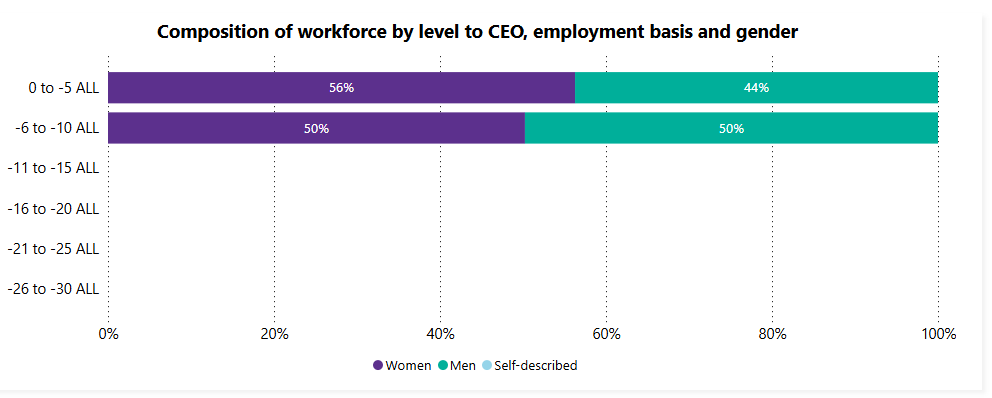 Composition of workforce by level to CEO, employment basis and gender
0 to -5 ALL 56% 44%
-6 to -10 ALL 50% 50%
-11 to -15 ALL
-16 to -20 ALL
-21 to -25 ALL
-26 to -30 ALL
0% 20% 40% 60% 80% 100%
Women Men Self-described